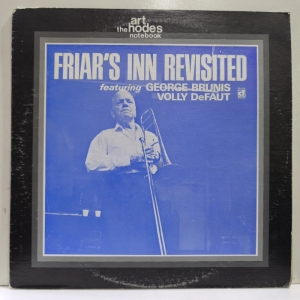 the art hodes
notebook
FRIAR'S INN REVISITED
featuring GEORGE BRUNIS
VOLLY DeFAUT